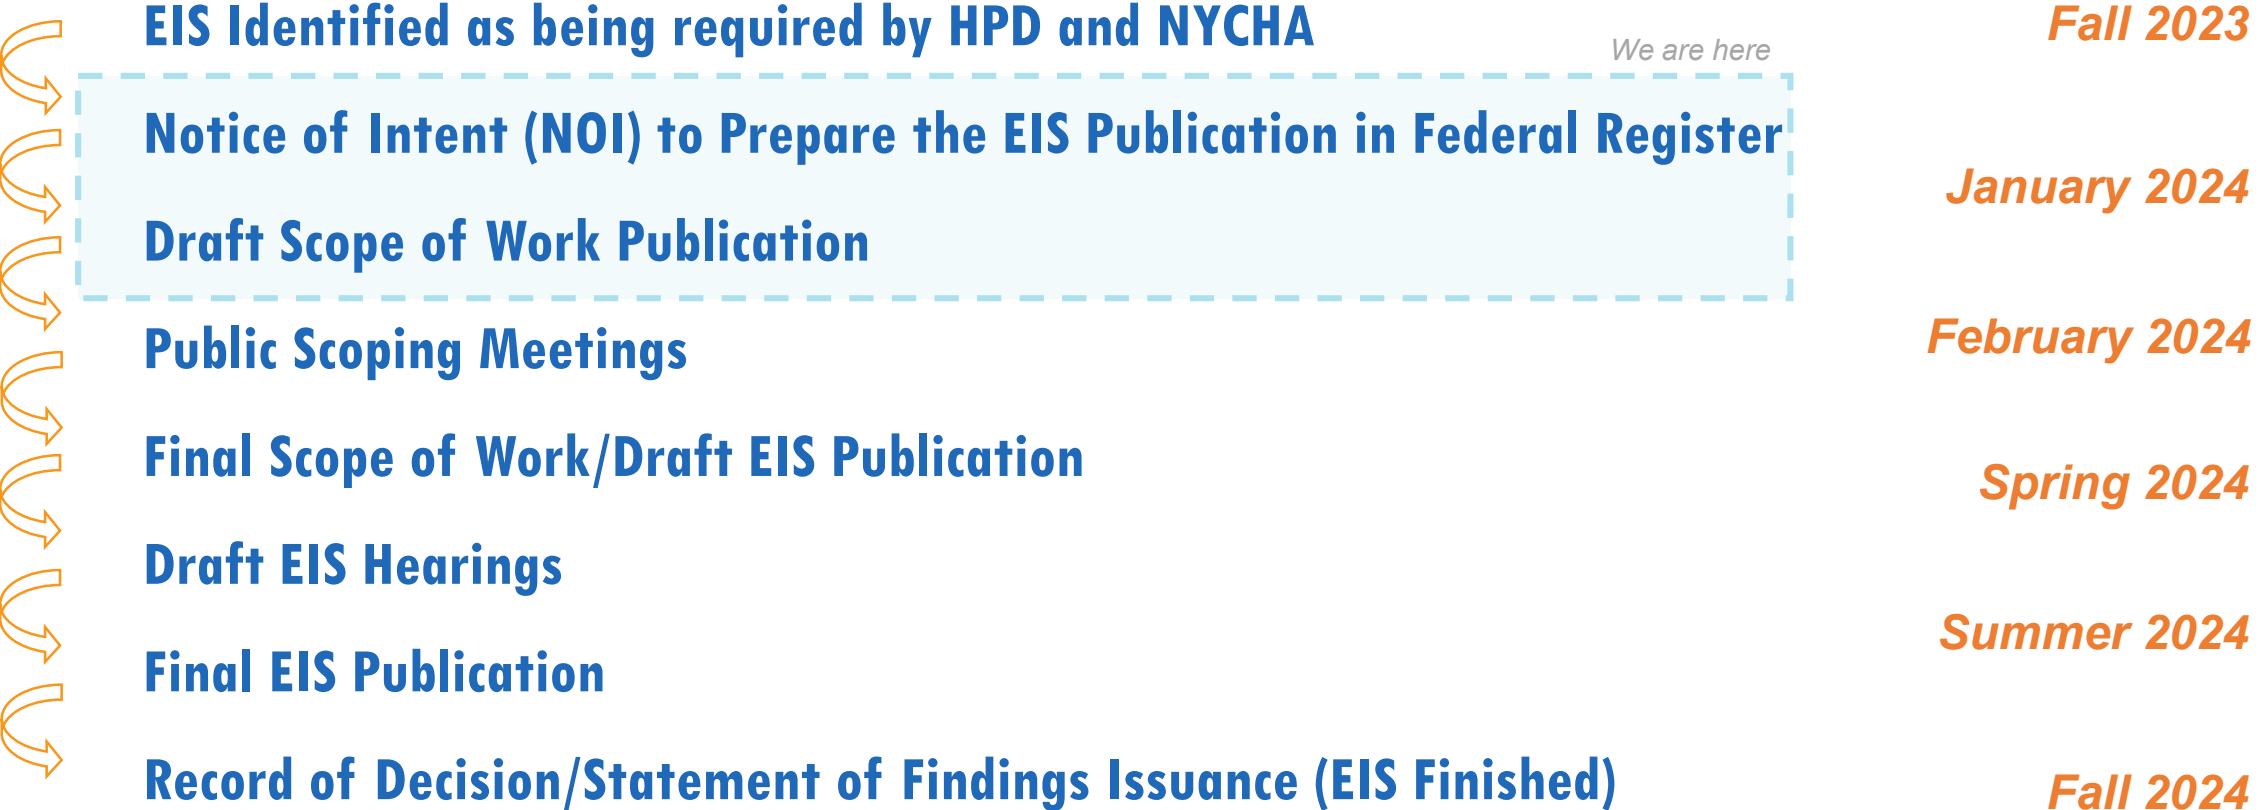 EIS Identified as being required by HPD and NYCHA
Fall 2023
We are here
Notice of Intent (NOI) to Prepare the EIS Publication in Federal Register
January 2024
Draft Scope of Work Publication
Public Scoping Meetings
February 2024
Final Scope of Work/Draft EIS Publication
Spring 2024
Draft EIS Hearings
Summer 2024
Final EIS Publication
Record of Decision/Statement of Findings Issuance (EIS Finished)
Fall 2024